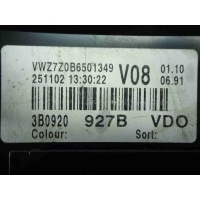 VWZ7Z0B6501349 V08 01.10
251102 13:30:22 06.91
3B0920 927B VDO
Colour: Sort: